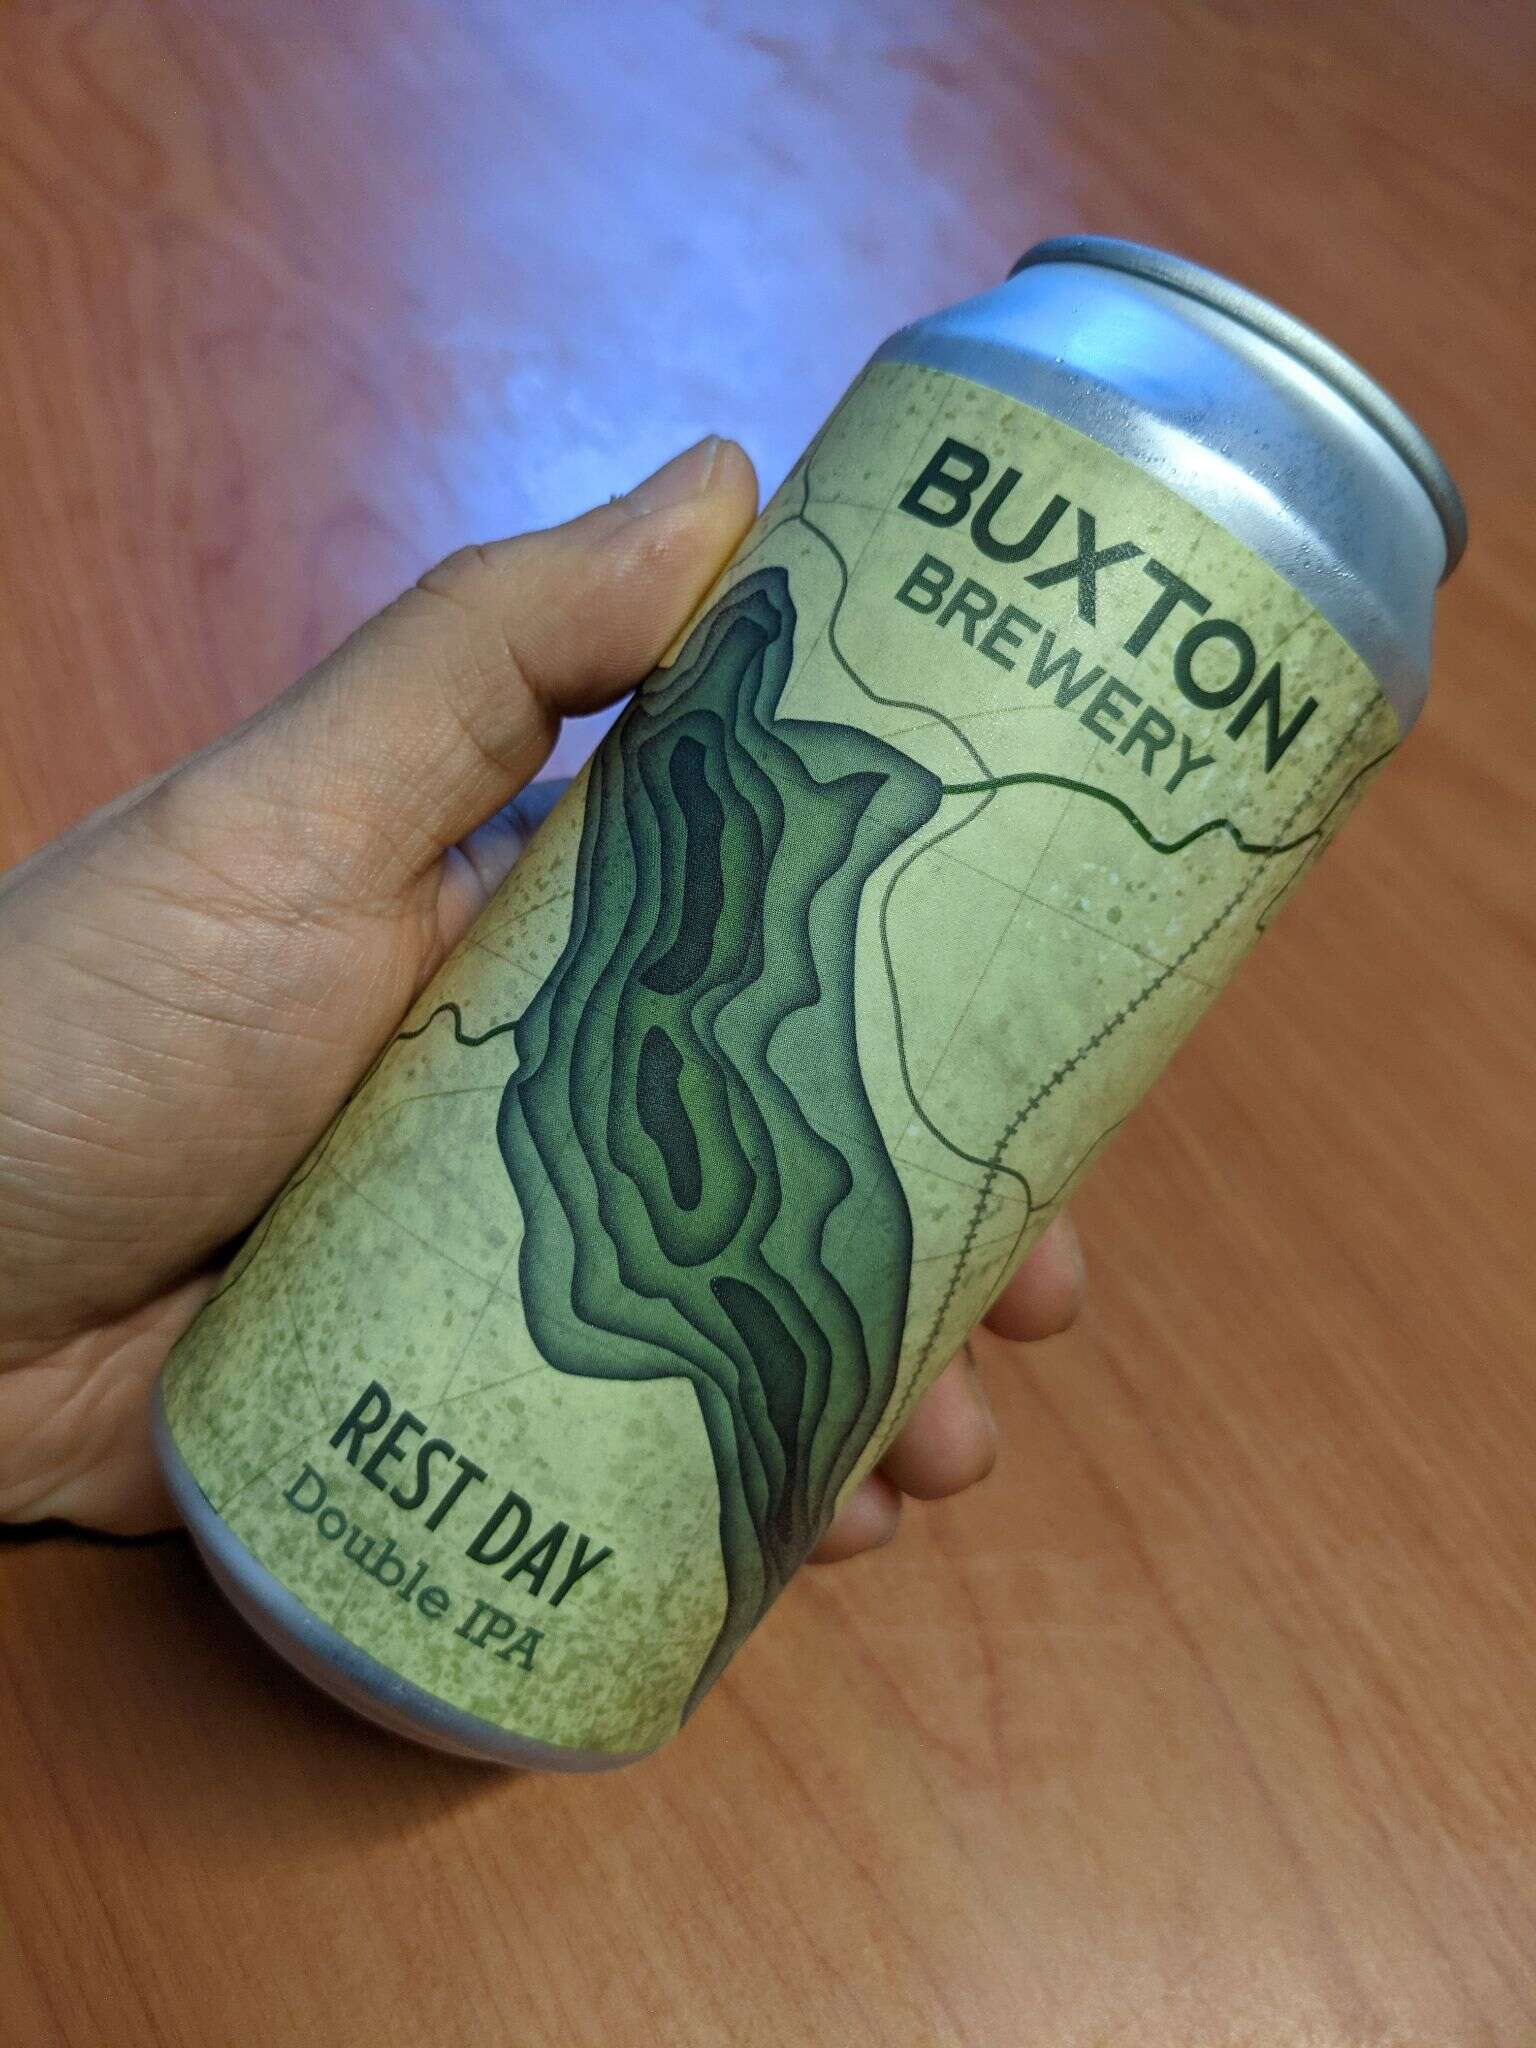 BUXTON
BREWERY
REST DAY
Double IPA